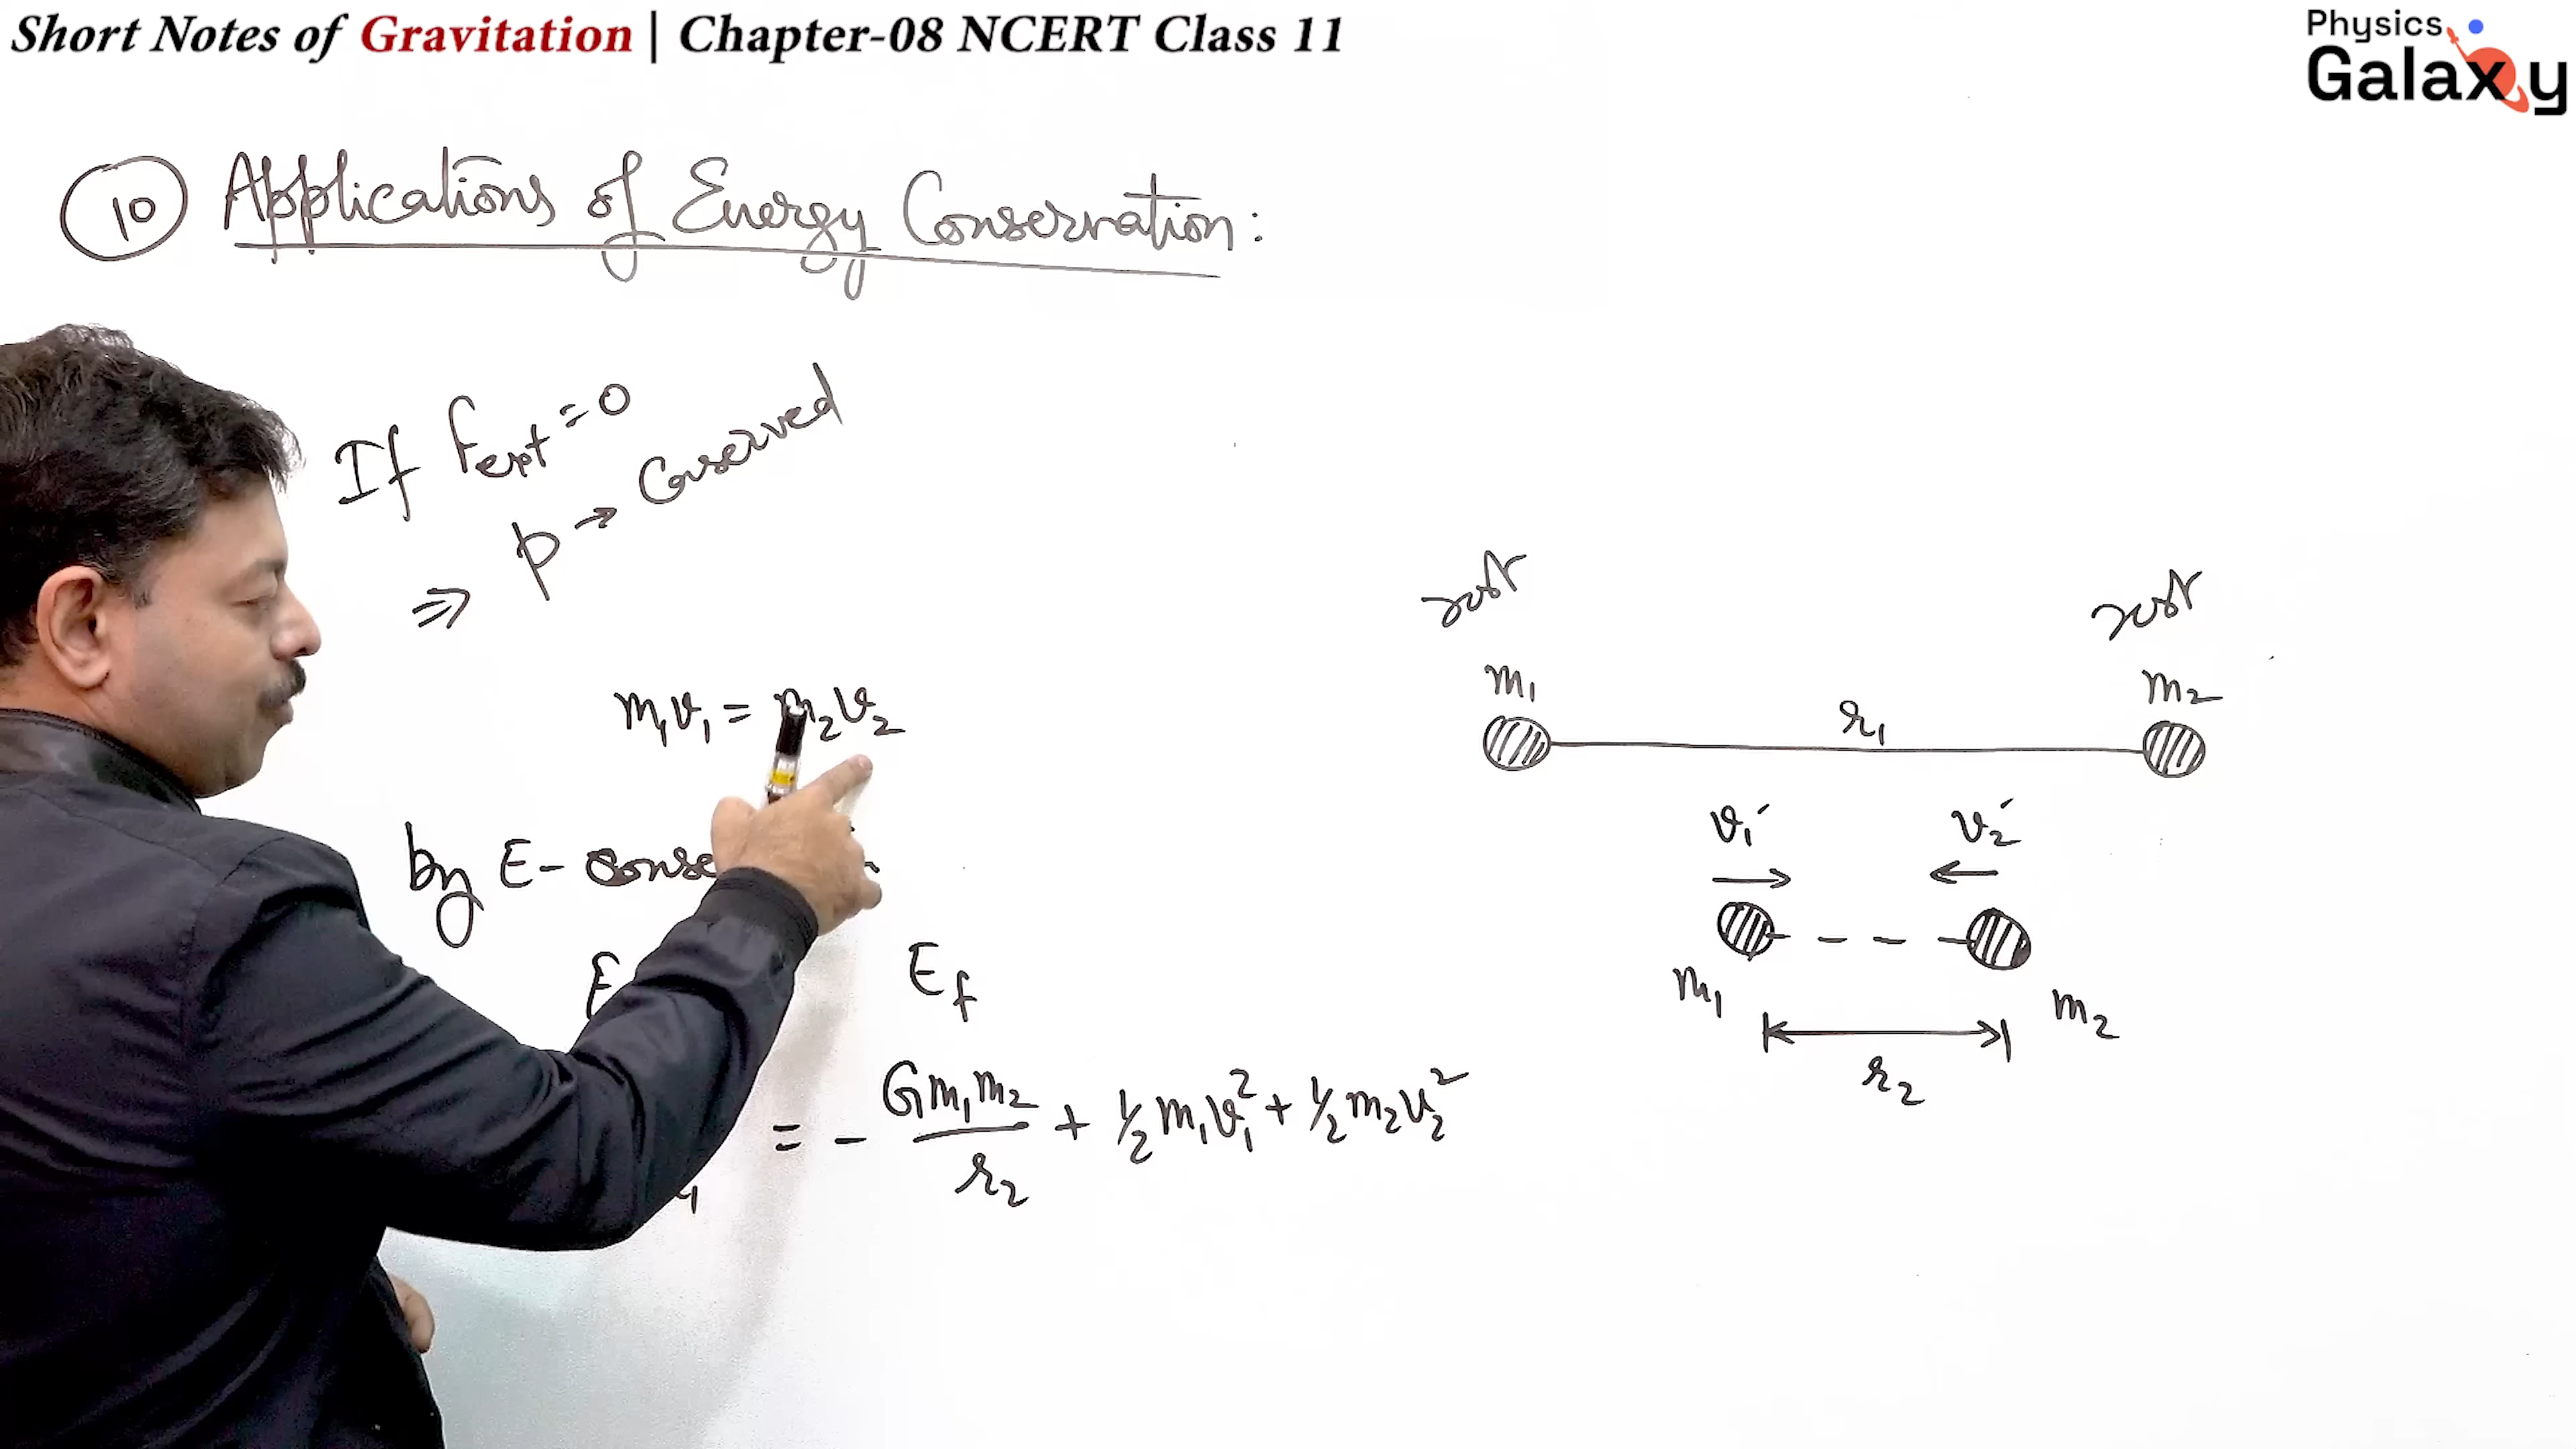 Short Notes of Gravitation | Chapter-08 NCERT Class 11
Physics Galaxy
10 Applications of Energy Conservation:
If Fext = 0
⇒ p → Conserved
m₁v₁ = m₂v₂
by E-
E_f
= - Gm₁m₂/r₂ + ½m₁v₁² + ½m₂v₂²
rest rest
m₁ m₂
r₁
v₁ v₂
m₁ m₂
r₂